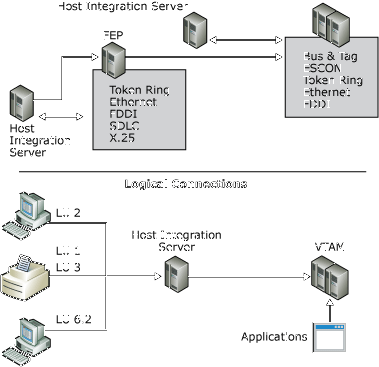 Host Integration Server
FEP
Bus & Tag
ESCON
Token Ring
Ethernet
FDDI
Token Ring
Ethernet
FDDI
SDLC
X.25
Host
Integration
Server
Logical Connections
LU 2
LU 1
LU 3
LU 6.2
Host Integration
Server
VTAM
Applications